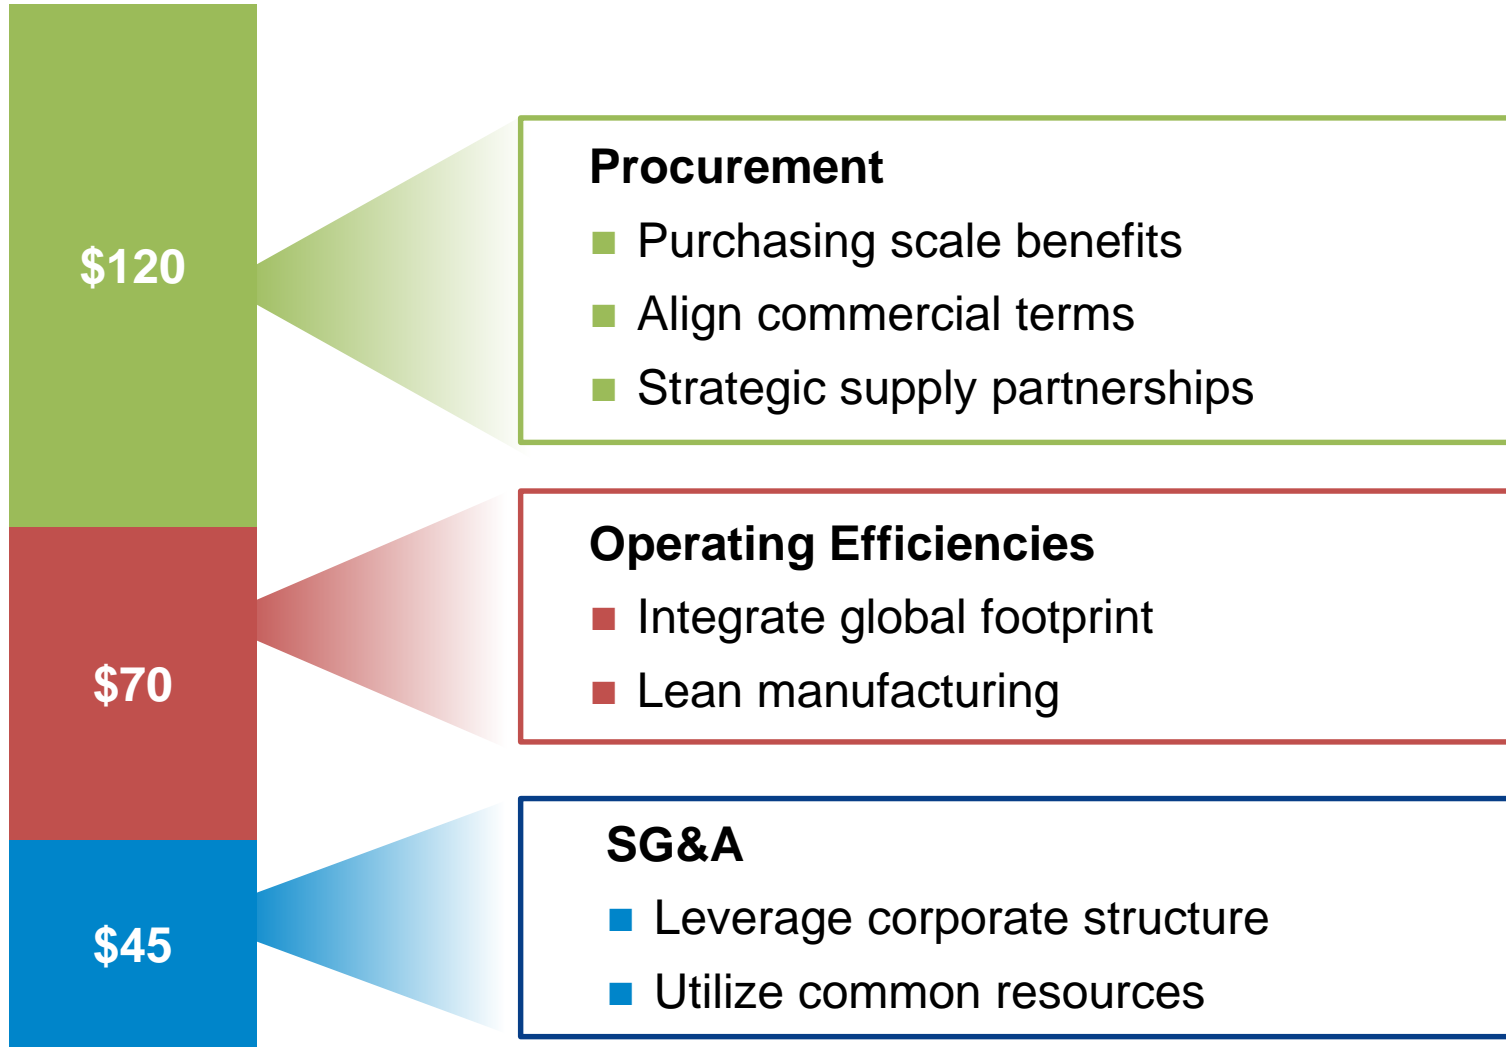 $120
Procurement
Purchasing scale benefits
Align commercial terms
Strategic supply partnerships
$70
Operating Efficiencies
Integrate global footprint
Lean manufacturing
$45
SG&A
Leverage corporate structure
Utilize common resources